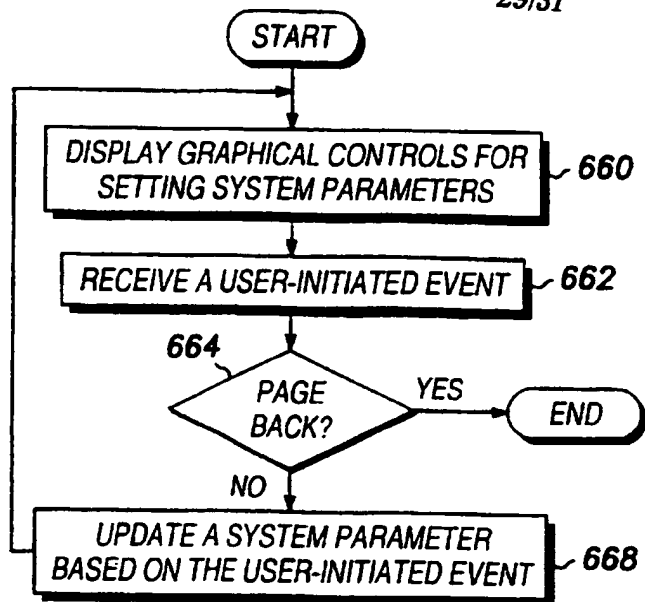 29/31
START
DISPLAY GRAPHICAL CONTROLS FOR
SETTING SYSTEM PARAMETERS
660
RECEIVE A USER-INITIATED EVENT
662
664
PAGE
BACK?
YES
END
NO
UPDATE A SYSTEM PARAMETER
BASED ON THE USER-INITIATED EVENT
668